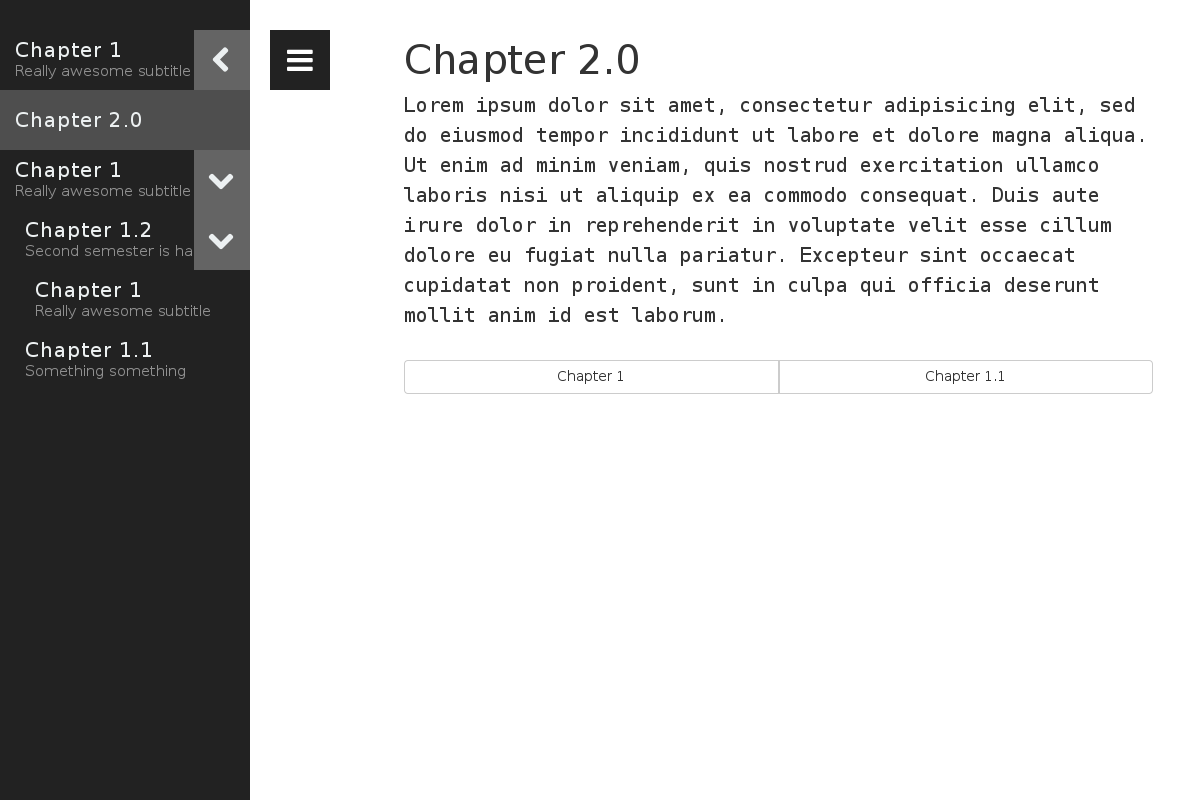 Chapter 1
Really awesome subtitle
Chapter 2.0
Chapter 1
Really awesome subtitle
Chapter 1.2
Second semester is ha
Chapter 1
Really awesome subtitle
Chapter 1.1
Something something
Chapter 2.0
Lorem ipsum dolor sit amet, consectetur adipisicing elit, sed
do eiusmod tempor incididunt ut labore et dolore magna aliqua.
Ut enim ad minim veniam, quis nostrud exercitation ullamco
laboris nisi ut aliquip ex ea commodo consequat. Duis aute
irure dolor in reprehenderit in voluptate velit esse cillum
dolore eu fugiat nulla pariatur. Excepteur sint occaecat
cupidatat non proident, sunt in culpa qui officia deserunt
mollit anim id est laborum.
Chapter 1
Chapter 1.1